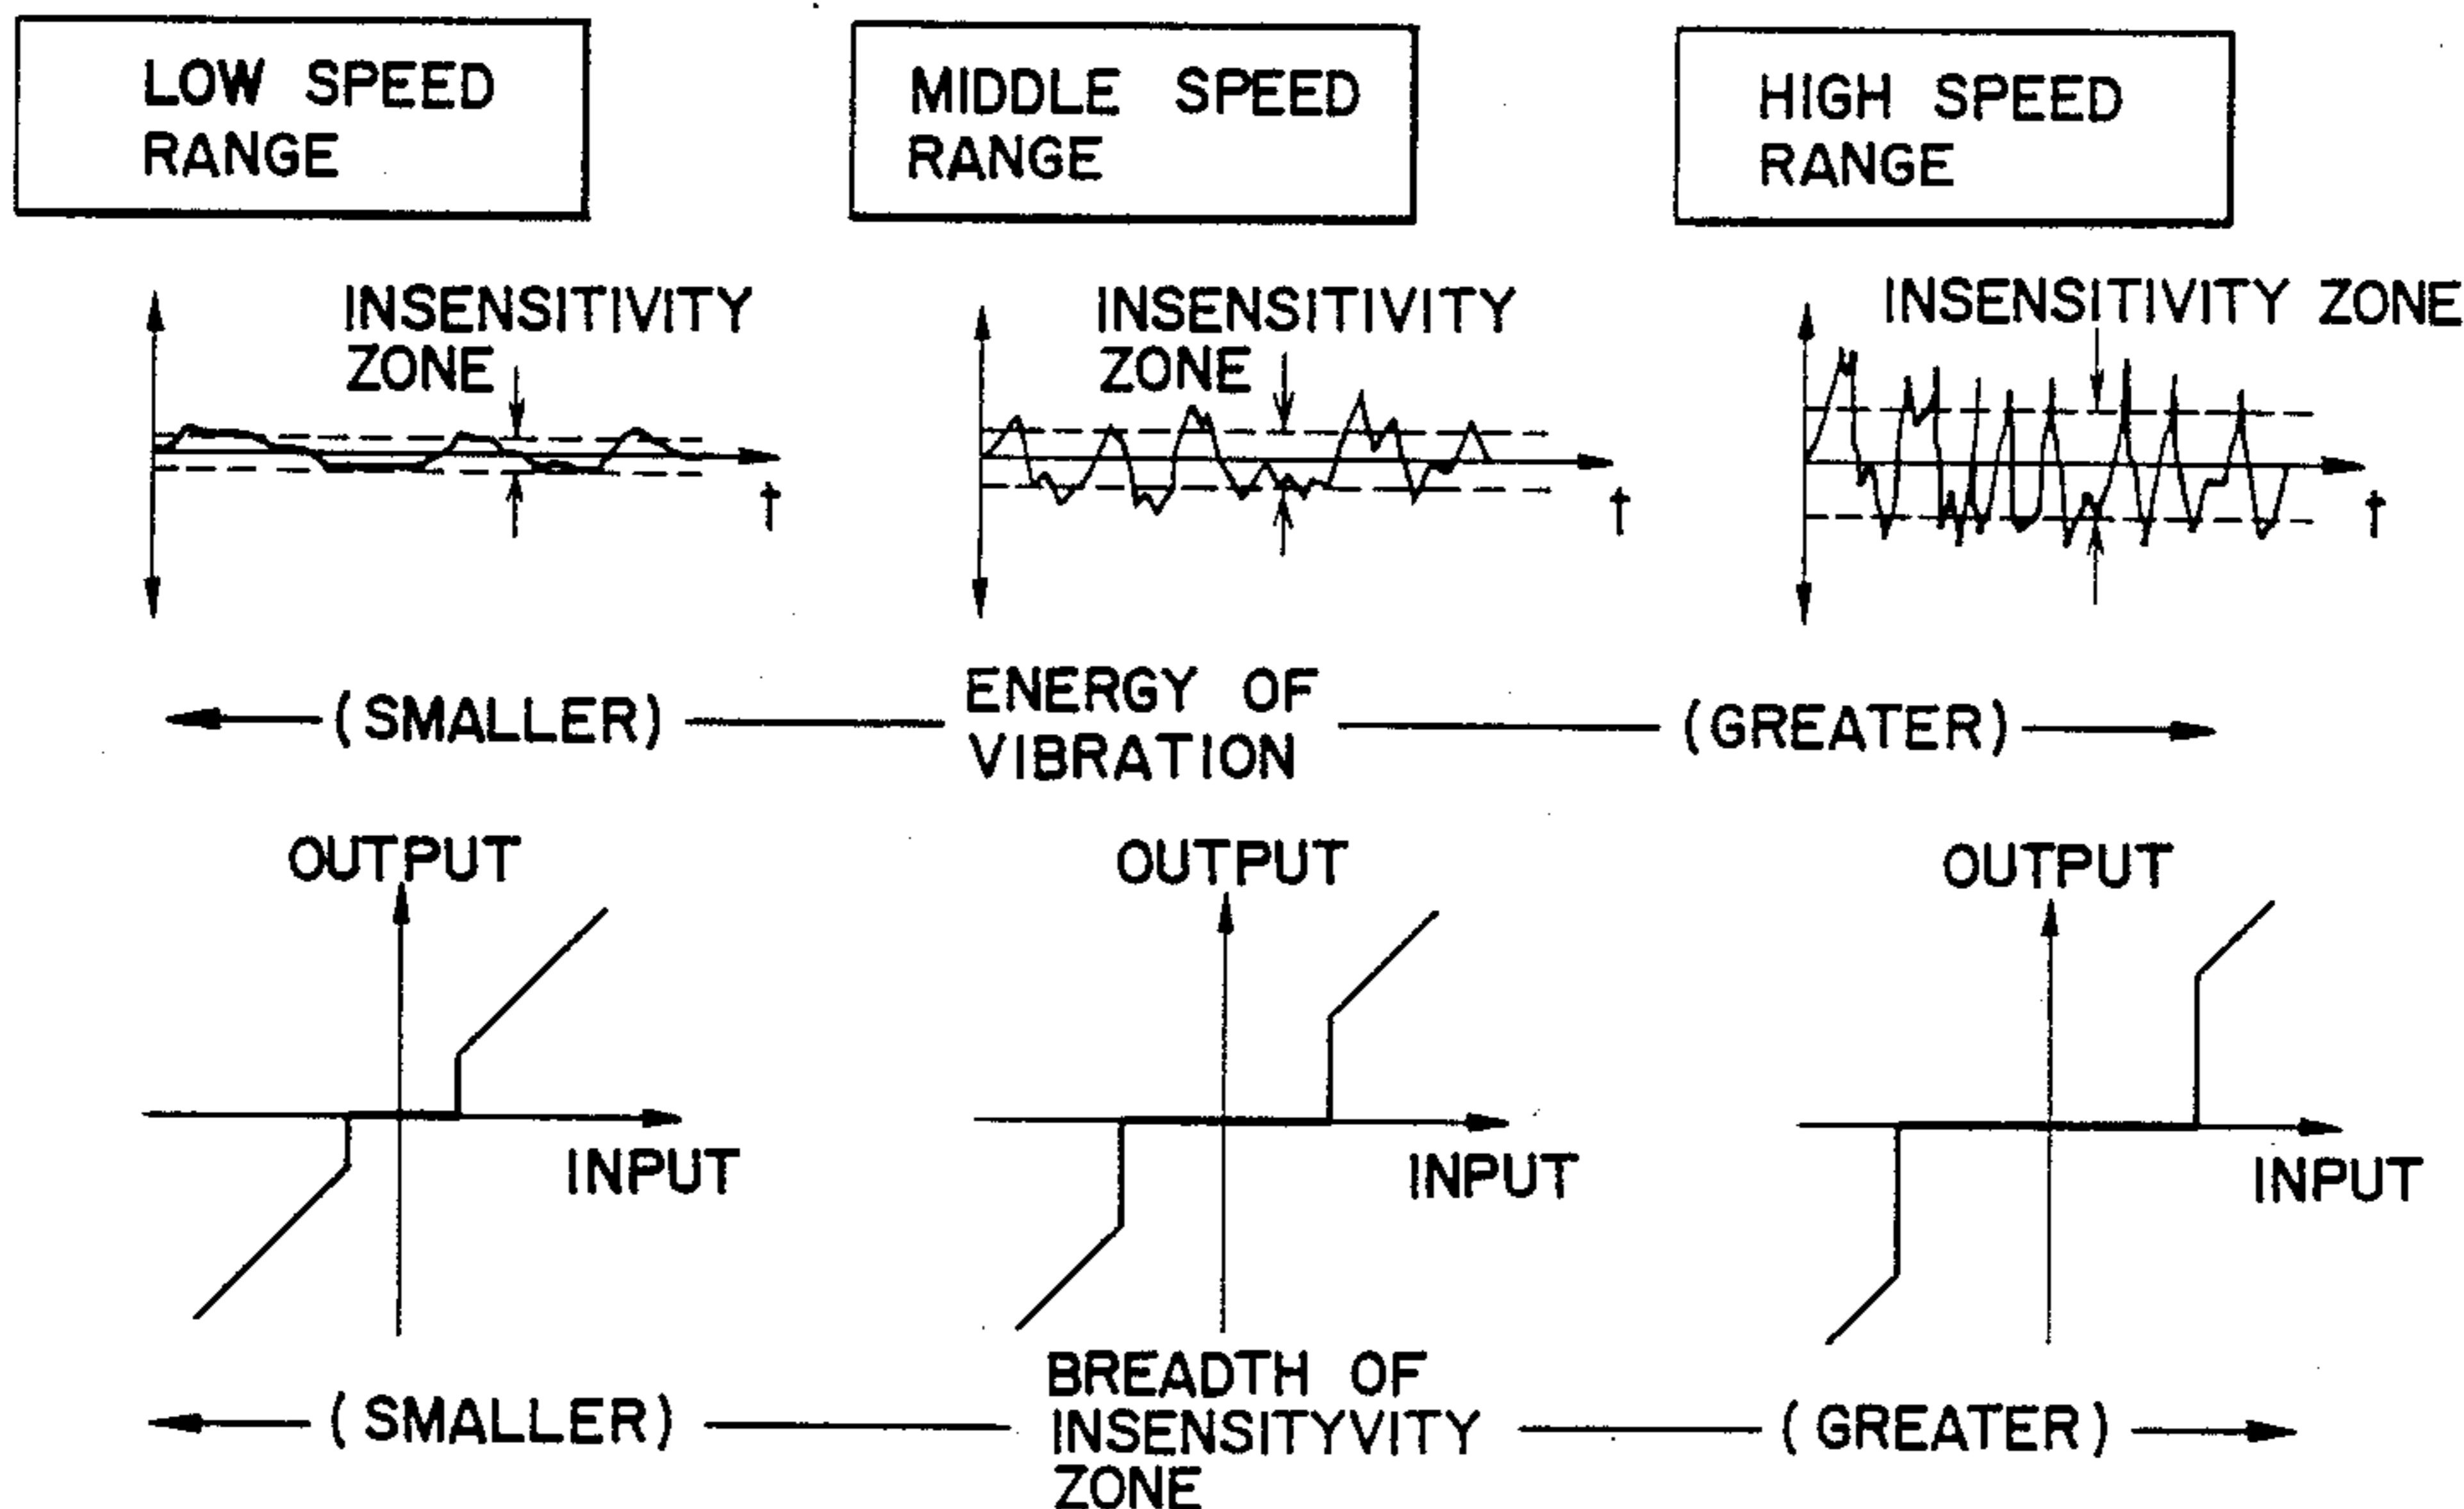 LOW SPEED
RANGE
MIDDLE SPEED
RANGE
HIGH SPEED
RANGE
INSENSITIVITY
ZONE
t
INSENSITIVITY
ZONE
t
INSENSITIVITY ZONE
t
(SMALLER)
ENERGY OF
VIBRATION
(GREATER)
OUTPUT
INPUT
OUTPUT
INPUT
OUTPUT
INPUT
(SMALLER)
BREADTH OF
INSENSITYVITY
ZONE
(GREATER)